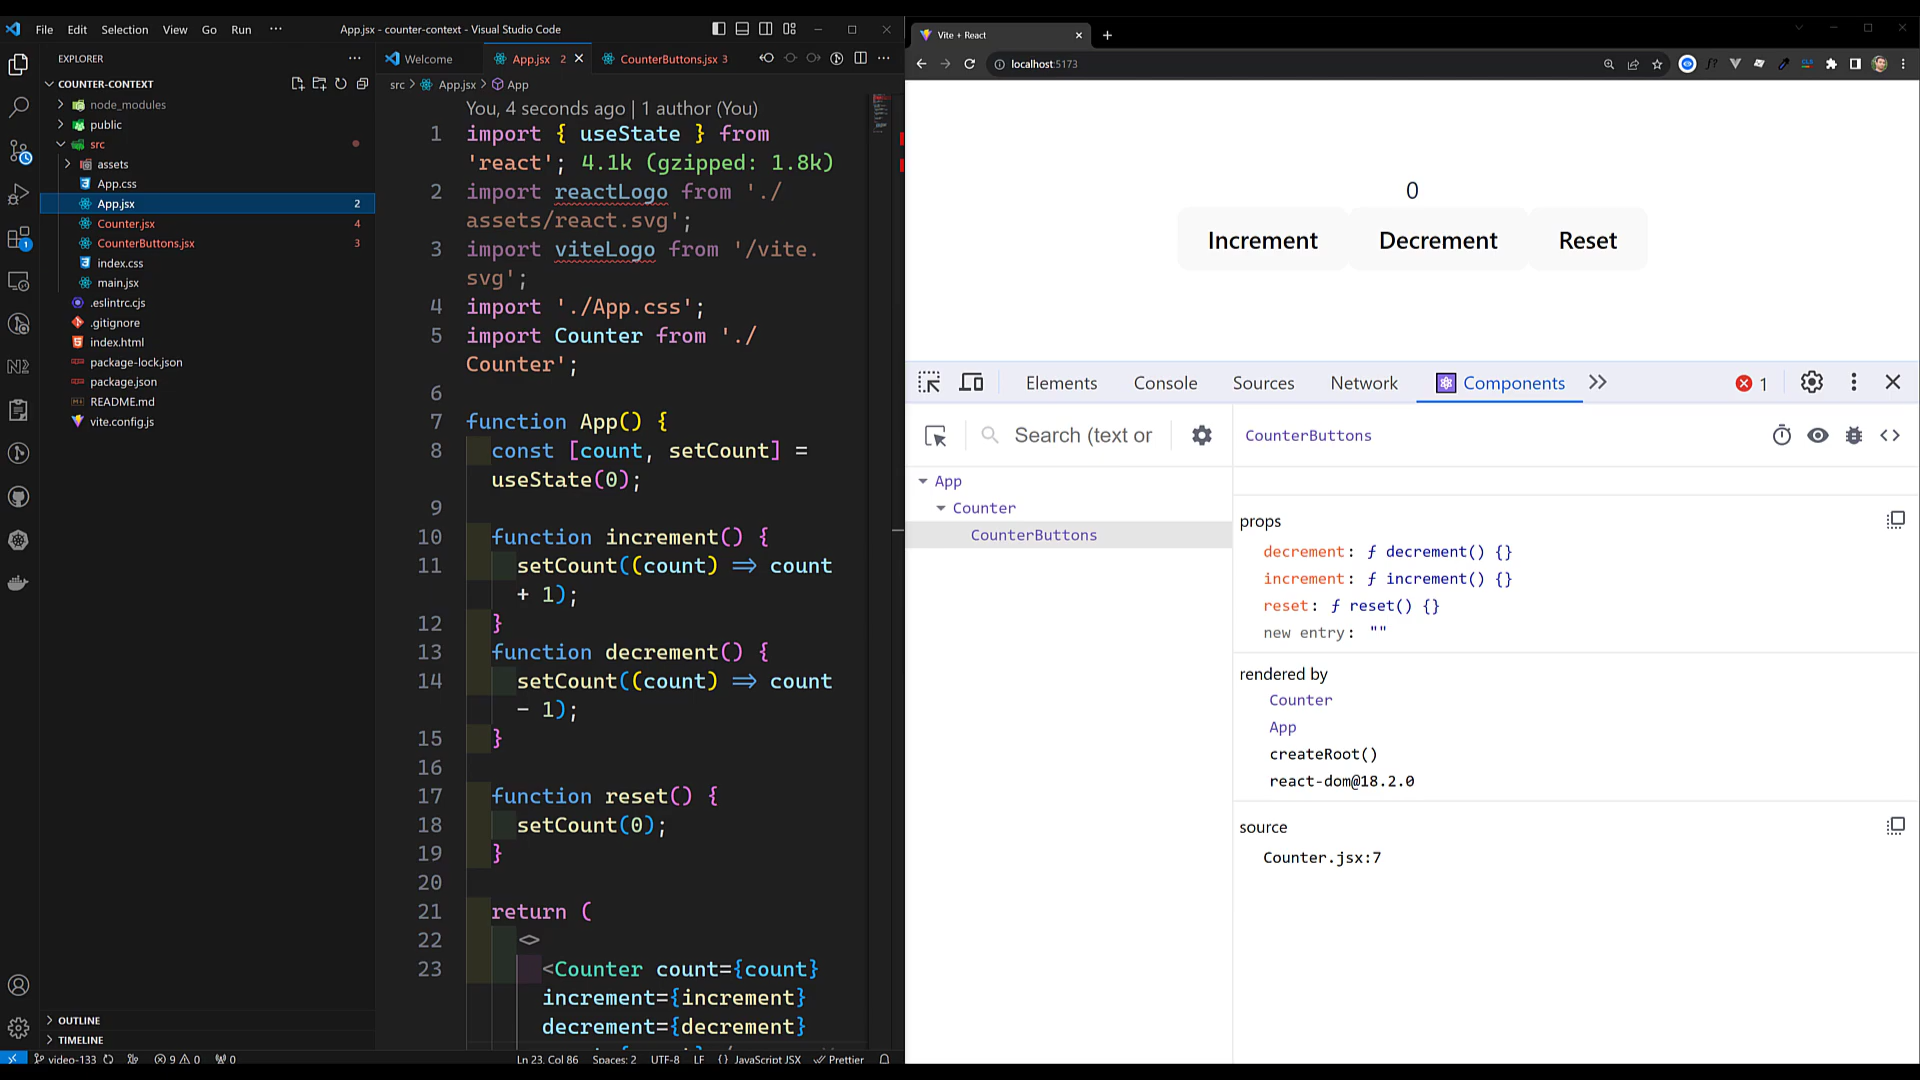 File Edit Selection View Go Run ··· App.jsx - counter-context - Visual Studio Code
EXPLORER
COUNTER-CONTEXT
node_modules
public
src
assets
App.css
App.jsx 2
Counter.jsx 4
CounterButtons.jsx 3
index.css
main.jsx
.eslintrc.cjs
.gitignore
index.html
package-lock.json
package.json
README.md
vite.config.js
OUTLINE
TIMELINE
Welcome App.jsx 2 CounterButtons.jsx 3
src > App.jsx > App
You, 4 seconds ago | 1 author (You)
1 import { useState } from
'react'; 4.1k (gzipped: 1.8k)
2 import reactLogo from './
assets/react.svg';
3 import viteLogo from '/vite.
svg';
4 import './App.css';
5 import Counter from './
Counter';
6
7 function App() {
8 const [count, setCount] =
useState(0);
9
10 function increment() {
11 setCount((count) => count
+ 1);
12 }
13 function decrement() {
14 setCount((count) => count
- 1);
15 }
16
17 function reset() {
18 setCount(0);
19 }
20
21 return (
22 <>
23 <Counter count={count}
increment={increment}
decrement={decrement}
video-133 9 0 0 Ln 23, Col 86 Spaces: 2 UTF-8 LF {} JavaScript JSX Prettier
Vite + React
localhost:5173
0
Increment Decrement Reset
Elements Console Sources Network Components 1
Search (text or
CounterButtons
App
Counter
CounterButtons
props
decrement: ƒ decrement() {}
increment: ƒ increment() {}
reset: ƒ reset() {}
new entry: ""
rendered by
Counter
App
createRoot()
react-dom@18.2.0
source
Counter.jsx:7